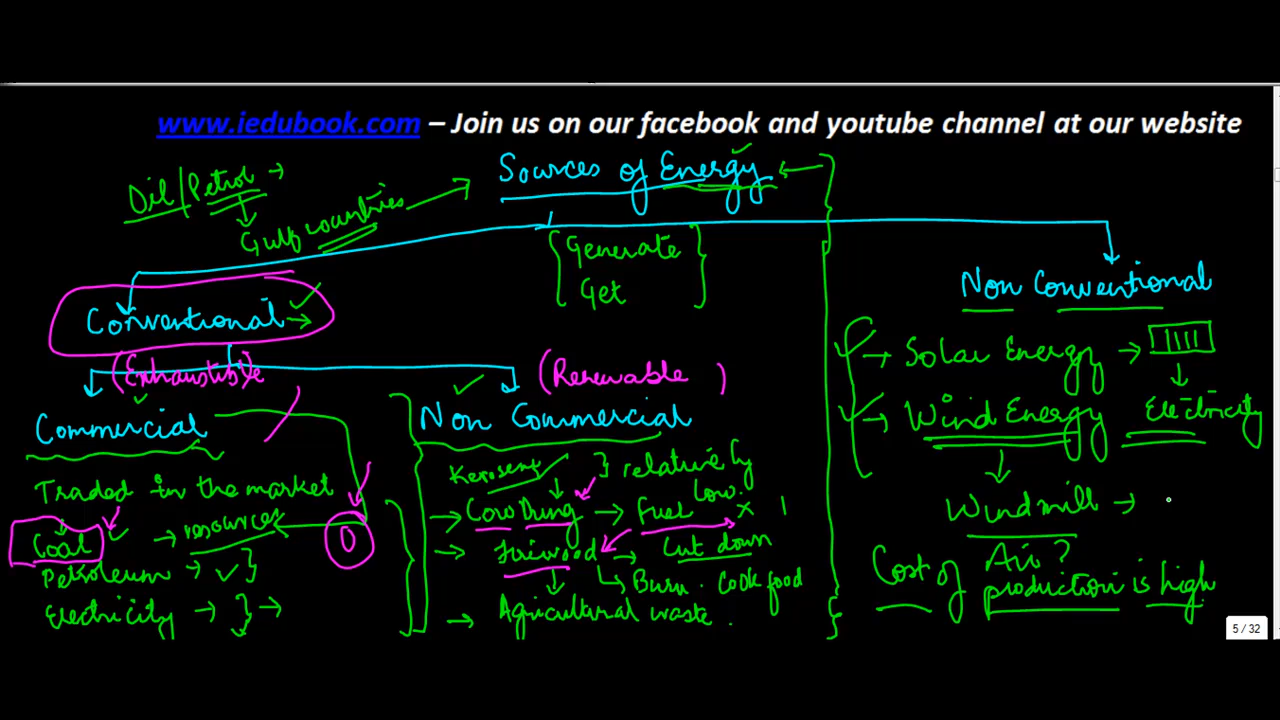 www.iedubook.com – Join us on our facebook and youtube channel at our website
Sources of Energy
Oil/Petrol →
Gulf countries
Generate
Get
Conventional →
(Exhaustible)
Commercial
Traded in the market
Coal → resources
0
Petroleum →
Electricity → →
(Renewable)
Non Commercial
Kerosene } relatively
low.
→ Cow Dung → Fuel x
→ Firewood → Cut down
Burn. Cook food
→ Agricultural waste.
Non Conventional
→ Solar Energy →
→ Wind Energy Electricity
Windmill →
Air?
Cost of production is high
5 / 32